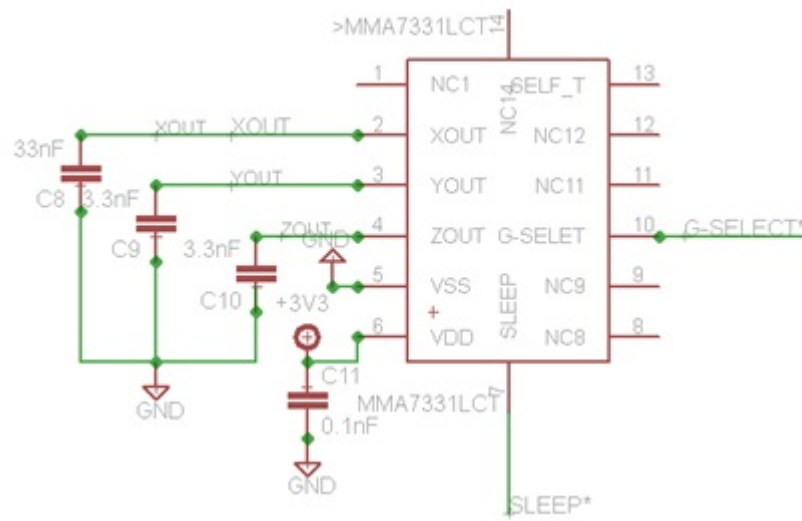 >MMA7331LCT
14
1
NC1
NC14
SELF_T
13
XOUT
XOUT
2
XOUT
NC12
12
33nF
C8
YOUT
3
YOUT
NC11
11
3.3nF
C9
ZOUT
4
ZOUT
G-SELET
10
G-SELECT*
3.3nF
C10
GND
5
VSS
NC9
9
+3V3
6
VDD
SLEEP
NC8
8
C11
0.1nF
GND
GND
MMA7331LCT
7
SLEEP*